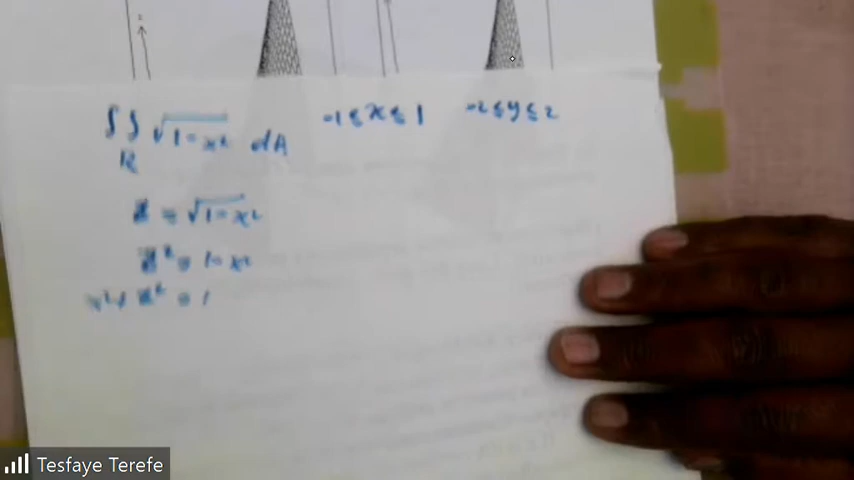 ∫∫ √1-x² dA -1 ≤ x ≤ 1 -2 ≤ y ≤ 2
R
z = √1-x²
z² = 1-x²
x² + z² = 1
Tesfaye Terefe